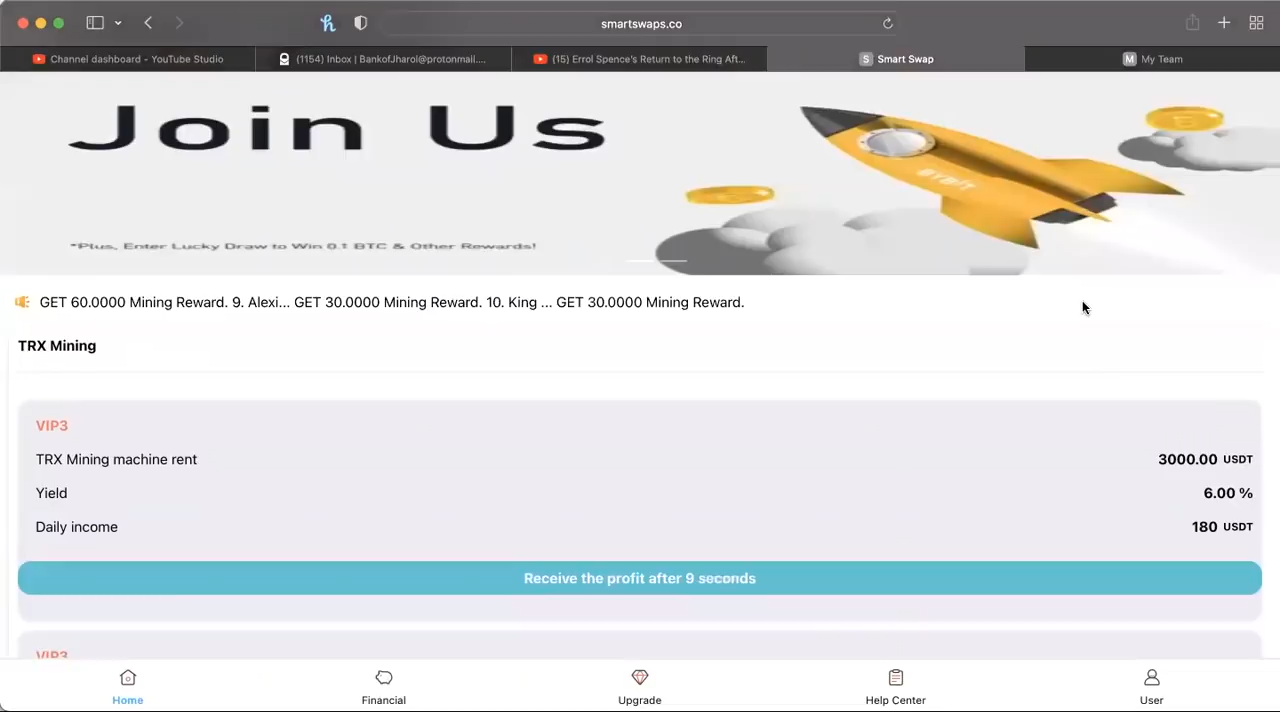 smartswaps.co
Channel dashboard - YouTube Studio
(1154) Inbox | BankofJharol@protonmail....
(15) Errol Spence's Return to the Ring Aft...
S Smart Swap
M My Team
Join Us
BYBIT
*Plus, Enter Lucky Draw to Win 0.1 BTC & Other Rewards!
GET 60.0000 Mining Reward. 9. Alexi... GET 30.0000 Mining Reward. 10. King ... GET 30.0000 Mining Reward.
TRX Mining
VIP3
TRX Mining machine rent 3000.00 USDT
Yield 6.00 %
Daily income 180 USDT
Receive the profit after 9 seconds
VIP3
Home Financial Upgrade Help Center User